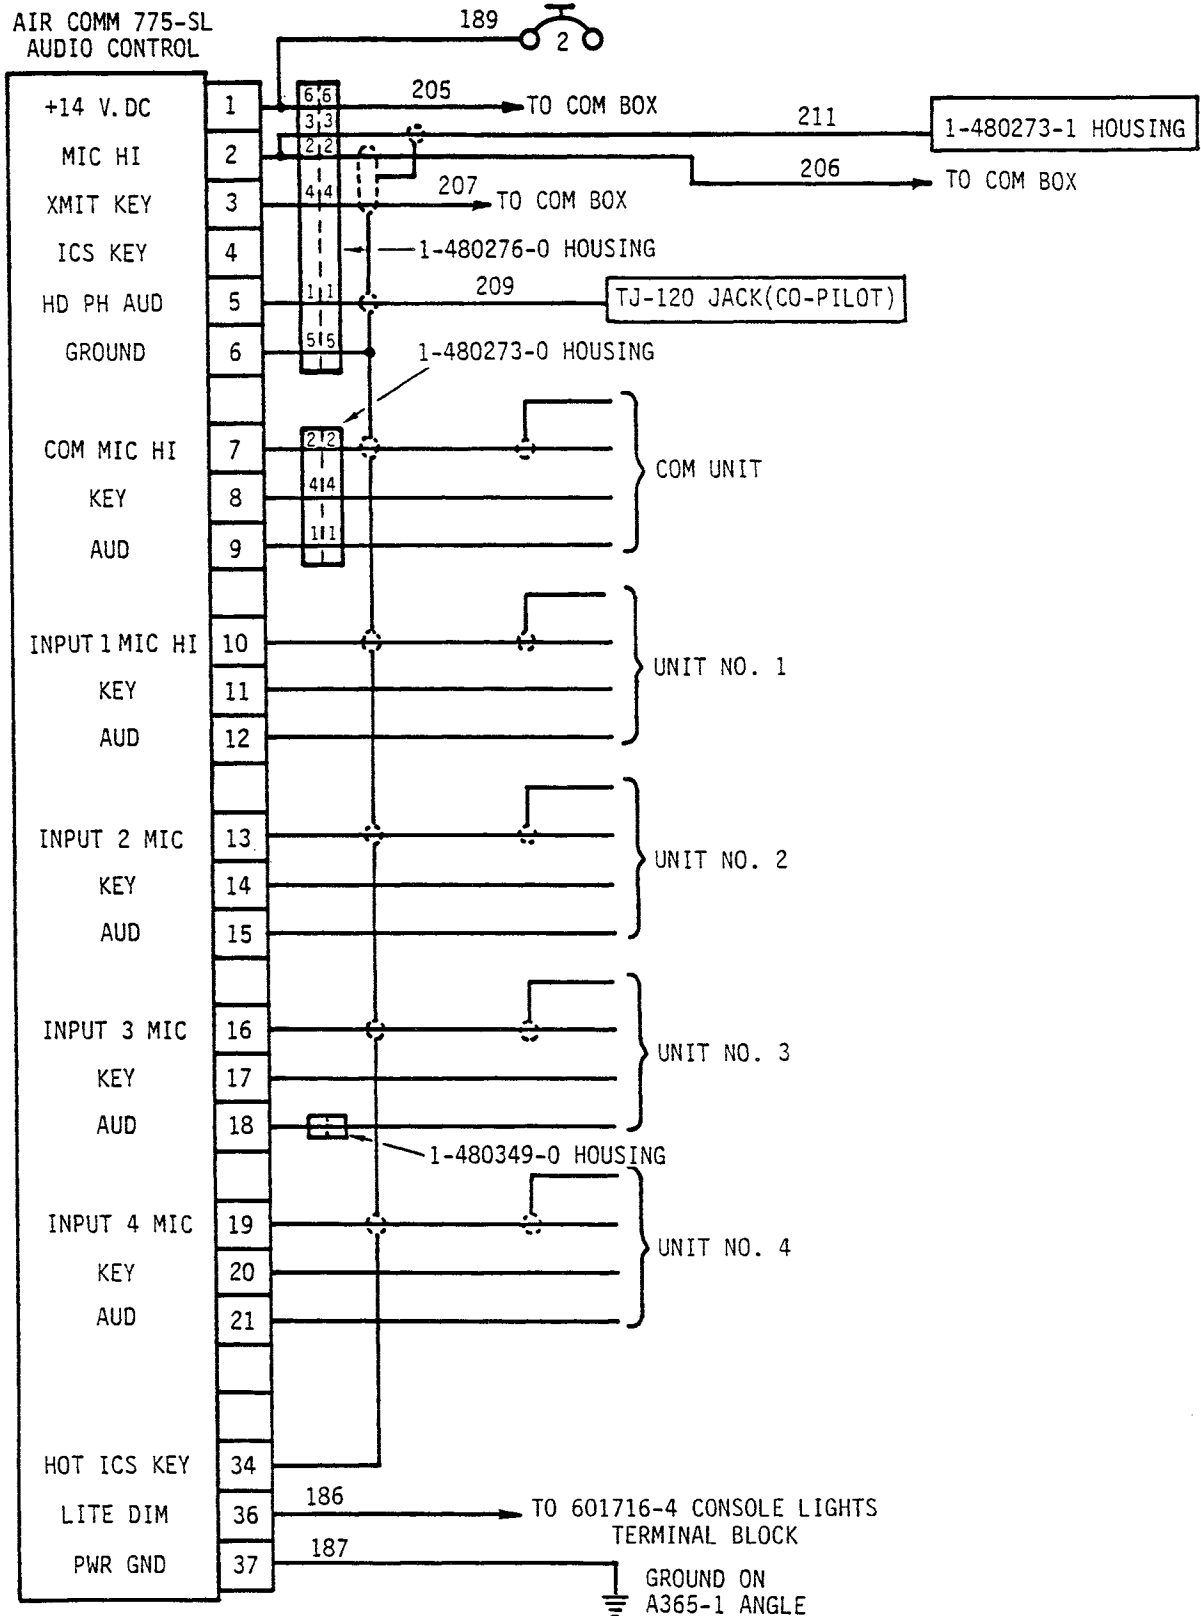 AIR COMM 775-SL
AUDIO CONTROL
189
2
+14 V.DC 1 6 6 205 TO COM BOX
3 3
211
1-480273-1 HOUSING
MIC HI 2 2 2
206 TO COM BOX
XMIT KEY 3 4 4 207 TO COM BOX
ICS KEY 4
1-480276-0 HOUSING
HD PH AUD 5 1 1 209 TJ-120 JACK(CO-PILOT)
GROUND 6 5 5
1-480273-0 HOUSING
COM MIC HI 7 2 2
COM UNIT
KEY 8 4 4
AUD 9 1 1
INPUT 1 MIC HI 10
UNIT NO. 1
KEY 11
AUD 12
INPUT 2 MIC 13
UNIT NO. 2
KEY 14
AUD 15
INPUT 3 MIC 16
UNIT NO. 3
KEY 17
AUD 18
1-480349-0 HOUSING
INPUT 4 MIC 19
UNIT NO. 4
KEY 20
AUD 21
HOT ICS KEY 34
LITE DIM 36 186 TO 601716-4 CONSOLE LIGHTS
TERMINAL BLOCK
PWR GND 37 187
GROUND ON
A365-1 ANGLE